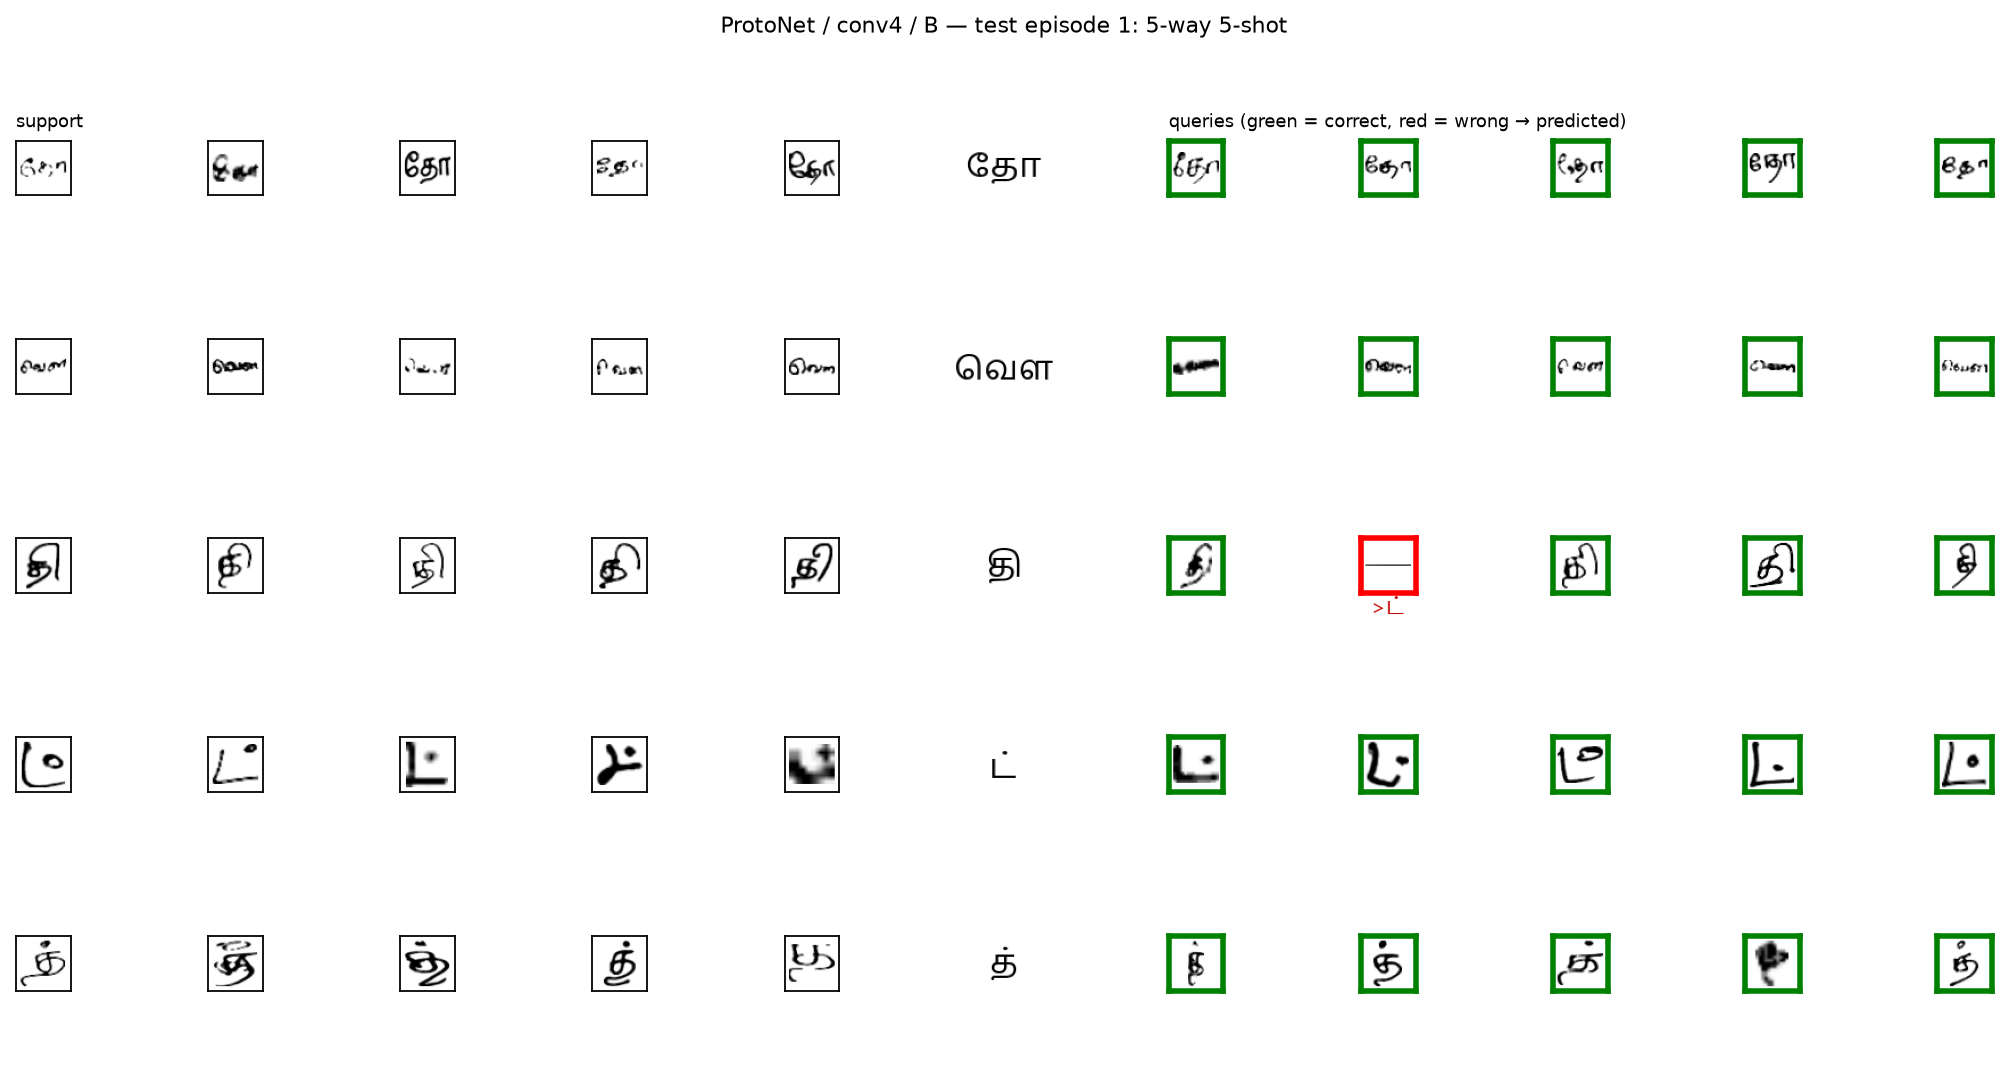 ProtoNet / conv4 / B — test episode 1: 5-way 5-shot
support
queries (green = correct, red = wrong → predicted)
தோ தோ தோ தோ தோ தோ தோ தோ தோ தோ தோ
வௌ வௌ வௌ வௌ வௌ வௌ வௌ வௌ வௌ வௌ
தி தி தி தி தி தி தி தி தி தி
>ட்
ட் ட் ட் ட் ட் ட் ட் ட் ட் ட் ட்
த் த் த் த் த் த் த் த் த்